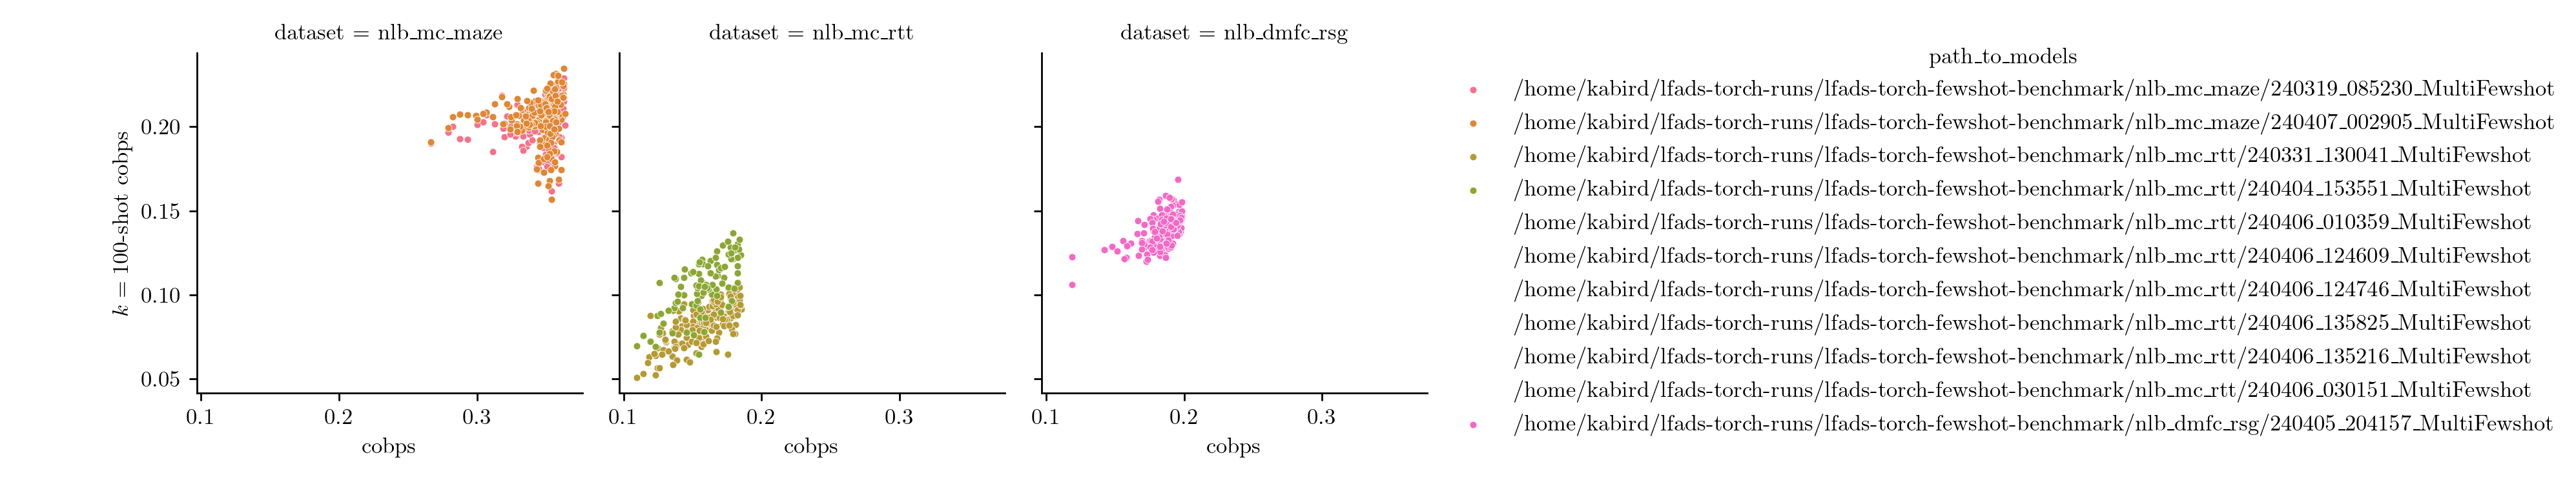 dataset = nlb_mc_maze
dataset = nlb_mc_rtt
dataset = nlb_dmfc_rsg
k = 100-shot cobps
0.20
0.15
0.10
0.05
0.1
0.2
0.3
cobps
0.1
0.2
0.3
cobps
0.1
0.2
0.3
cobps
path_to_models
/home/kabird/lfads-torch-runs/lfads-torch-fewshot-benchmark/nlb_mc_maze/240319_085230_MultiFewshot
/home/kabird/lfads-torch-runs/lfads-torch-fewshot-benchmark/nlb_mc_maze/240407_002905_MultiFewshot
/home/kabird/lfads-torch-runs/lfads-torch-fewshot-benchmark/nlb_mc_rtt/240331_130041_MultiFewshot
/home/kabird/lfads-torch-runs/lfads-torch-fewshot-benchmark/nlb_mc_rtt/240404_153551_MultiFewshot
/home/kabird/lfads-torch-runs/lfads-torch-fewshot-benchmark/nlb_mc_rtt/240406_010359_MultiFewshot
/home/kabird/lfads-torch-runs/lfads-torch-fewshot-benchmark/nlb_mc_rtt/240406_124609_MultiFewshot
/home/kabird/lfads-torch-runs/lfads-torch-fewshot-benchmark/nlb_mc_rtt/240406_124746_MultiFewshot
/home/kabird/lfads-torch-runs/lfads-torch-fewshot-benchmark/nlb_mc_rtt/240406_135825_MultiFewshot
/home/kabird/lfads-torch-runs/lfads-torch-fewshot-benchmark/nlb_mc_rtt/240406_135216_MultiFewshot
/home/kabird/lfads-torch-runs/lfads-torch-fewshot-benchmark/nlb_mc_rtt/240406_030151_MultiFewshot
/home/kabird/lfads-torch-runs/lfads-torch-fewshot-benchmark/nlb_dmfc_rsg/240405_204157_MultiFewshot